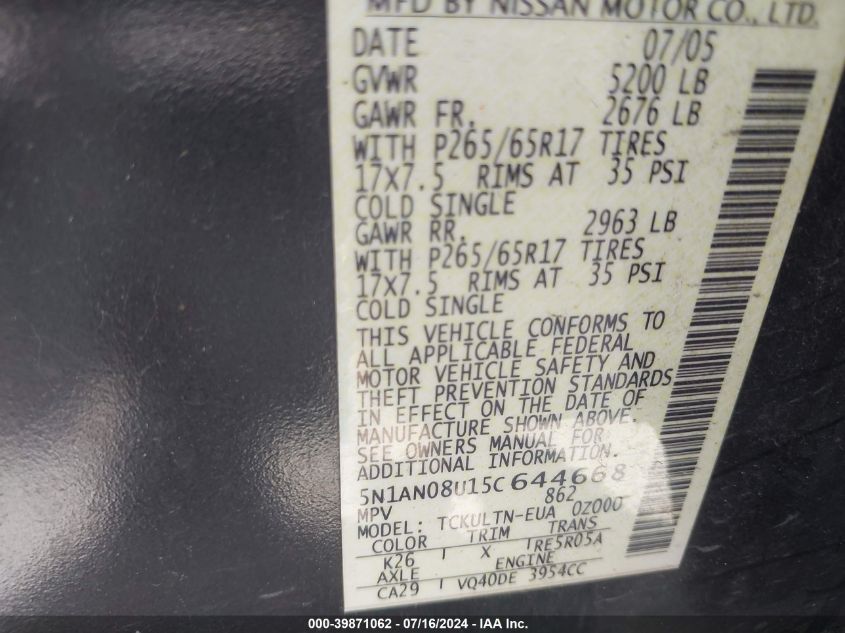 MFD BY NISSAN MOTOR CO., LTD.
DATE 07/05
GVWR 5200 LB
GAWR FR. 2676 LB
WITH P265/65R17 TIRES
17X7.5 RIMS AT 35 PSI
COLD SINGLE
GAWR RR. 2963 LB
WITH P265/65R17 TIRES
17X7.5 RIMS AT 35 PSI
COLD SINGLE
THIS VEHICLE CONFORMS TO
ALL APPLICABLE FEDERAL
MOTOR VEHICLE SAFETY AND
THEFT PREVENTION STANDARDS
IN EFFECT ON THE DATE OF
MANUFACTURE SHOWN ABOVE.
SEE OWNERS MANUAL FOR
ADDITIONAL INFORMATION.
5N1AN08U15C644668
MPV 862
MODEL: TCKULTN-EUA 0Z000
COLOR TRIM TRANS
K26 X RE5R05A
AXLE ENGINE
CA29 VQ40DE 3954CC
000-39871062 - 07/16/2024 - IAA Inc.